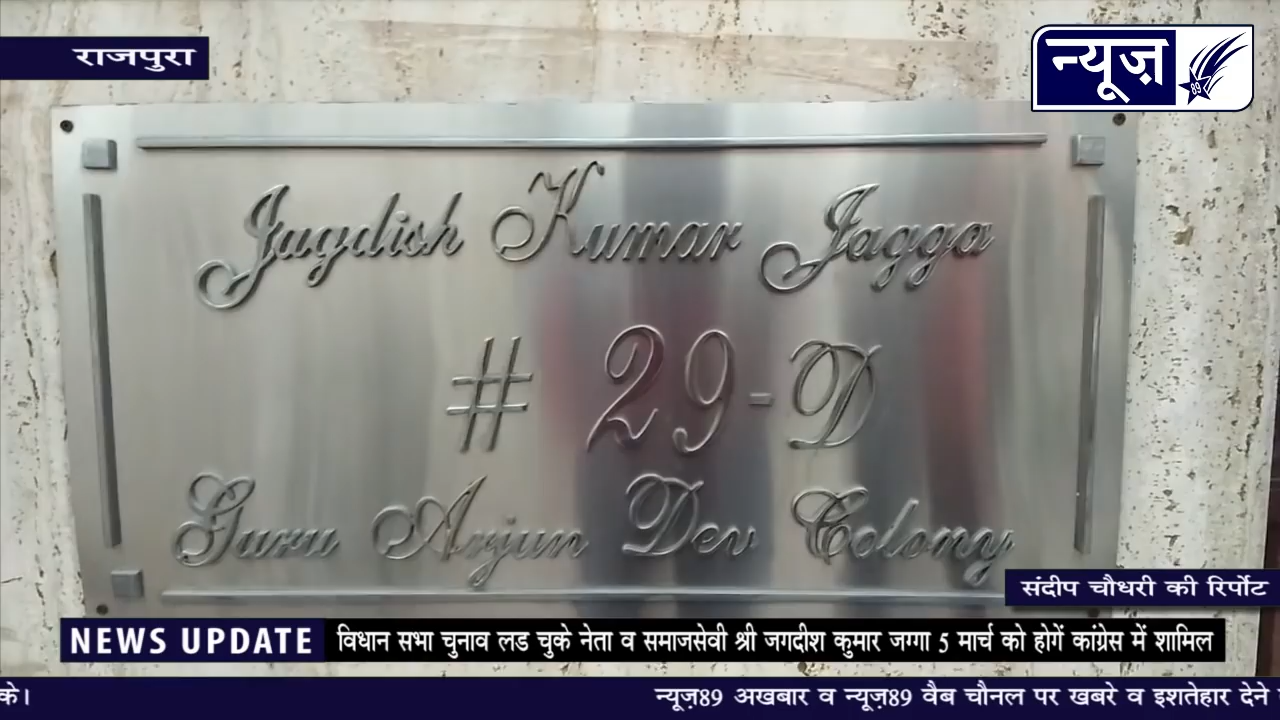 राजपुरा
न्यूज़
89
Jagdish Kumar Jagga
# 29-D
Guru Arjun Dev Colony
संदीप चौधरी की रिर्पोट
NEWS UPDATE
विधान सभा चुनाव लड चुके नेता व समाजसेवी श्री जगदीश कुमार जग्गा 5 मार्च को होगें कांग्रेस में शामिल
के। न्यूज़89 अखबार व न्यूज़89 वैब चौनल पर खबरे व इशतेहार देने